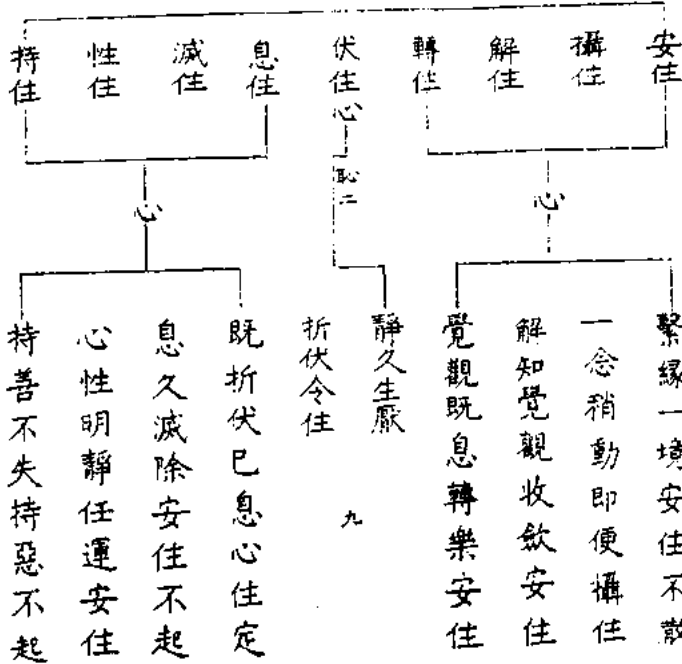 安住
攝住
解住
轉住
伏住心
息住
滅住
性住
持住
心
恥二
心
繫緣一境安住不散
一念稍動即便攝住
解知覺觀收歛安住
覺觀既息轉樂安住
靜久生厭
折伏令住
九
既折伏已息心住定
息久滅除安住不起
心性明靜任運安住
持善不失持惡不起